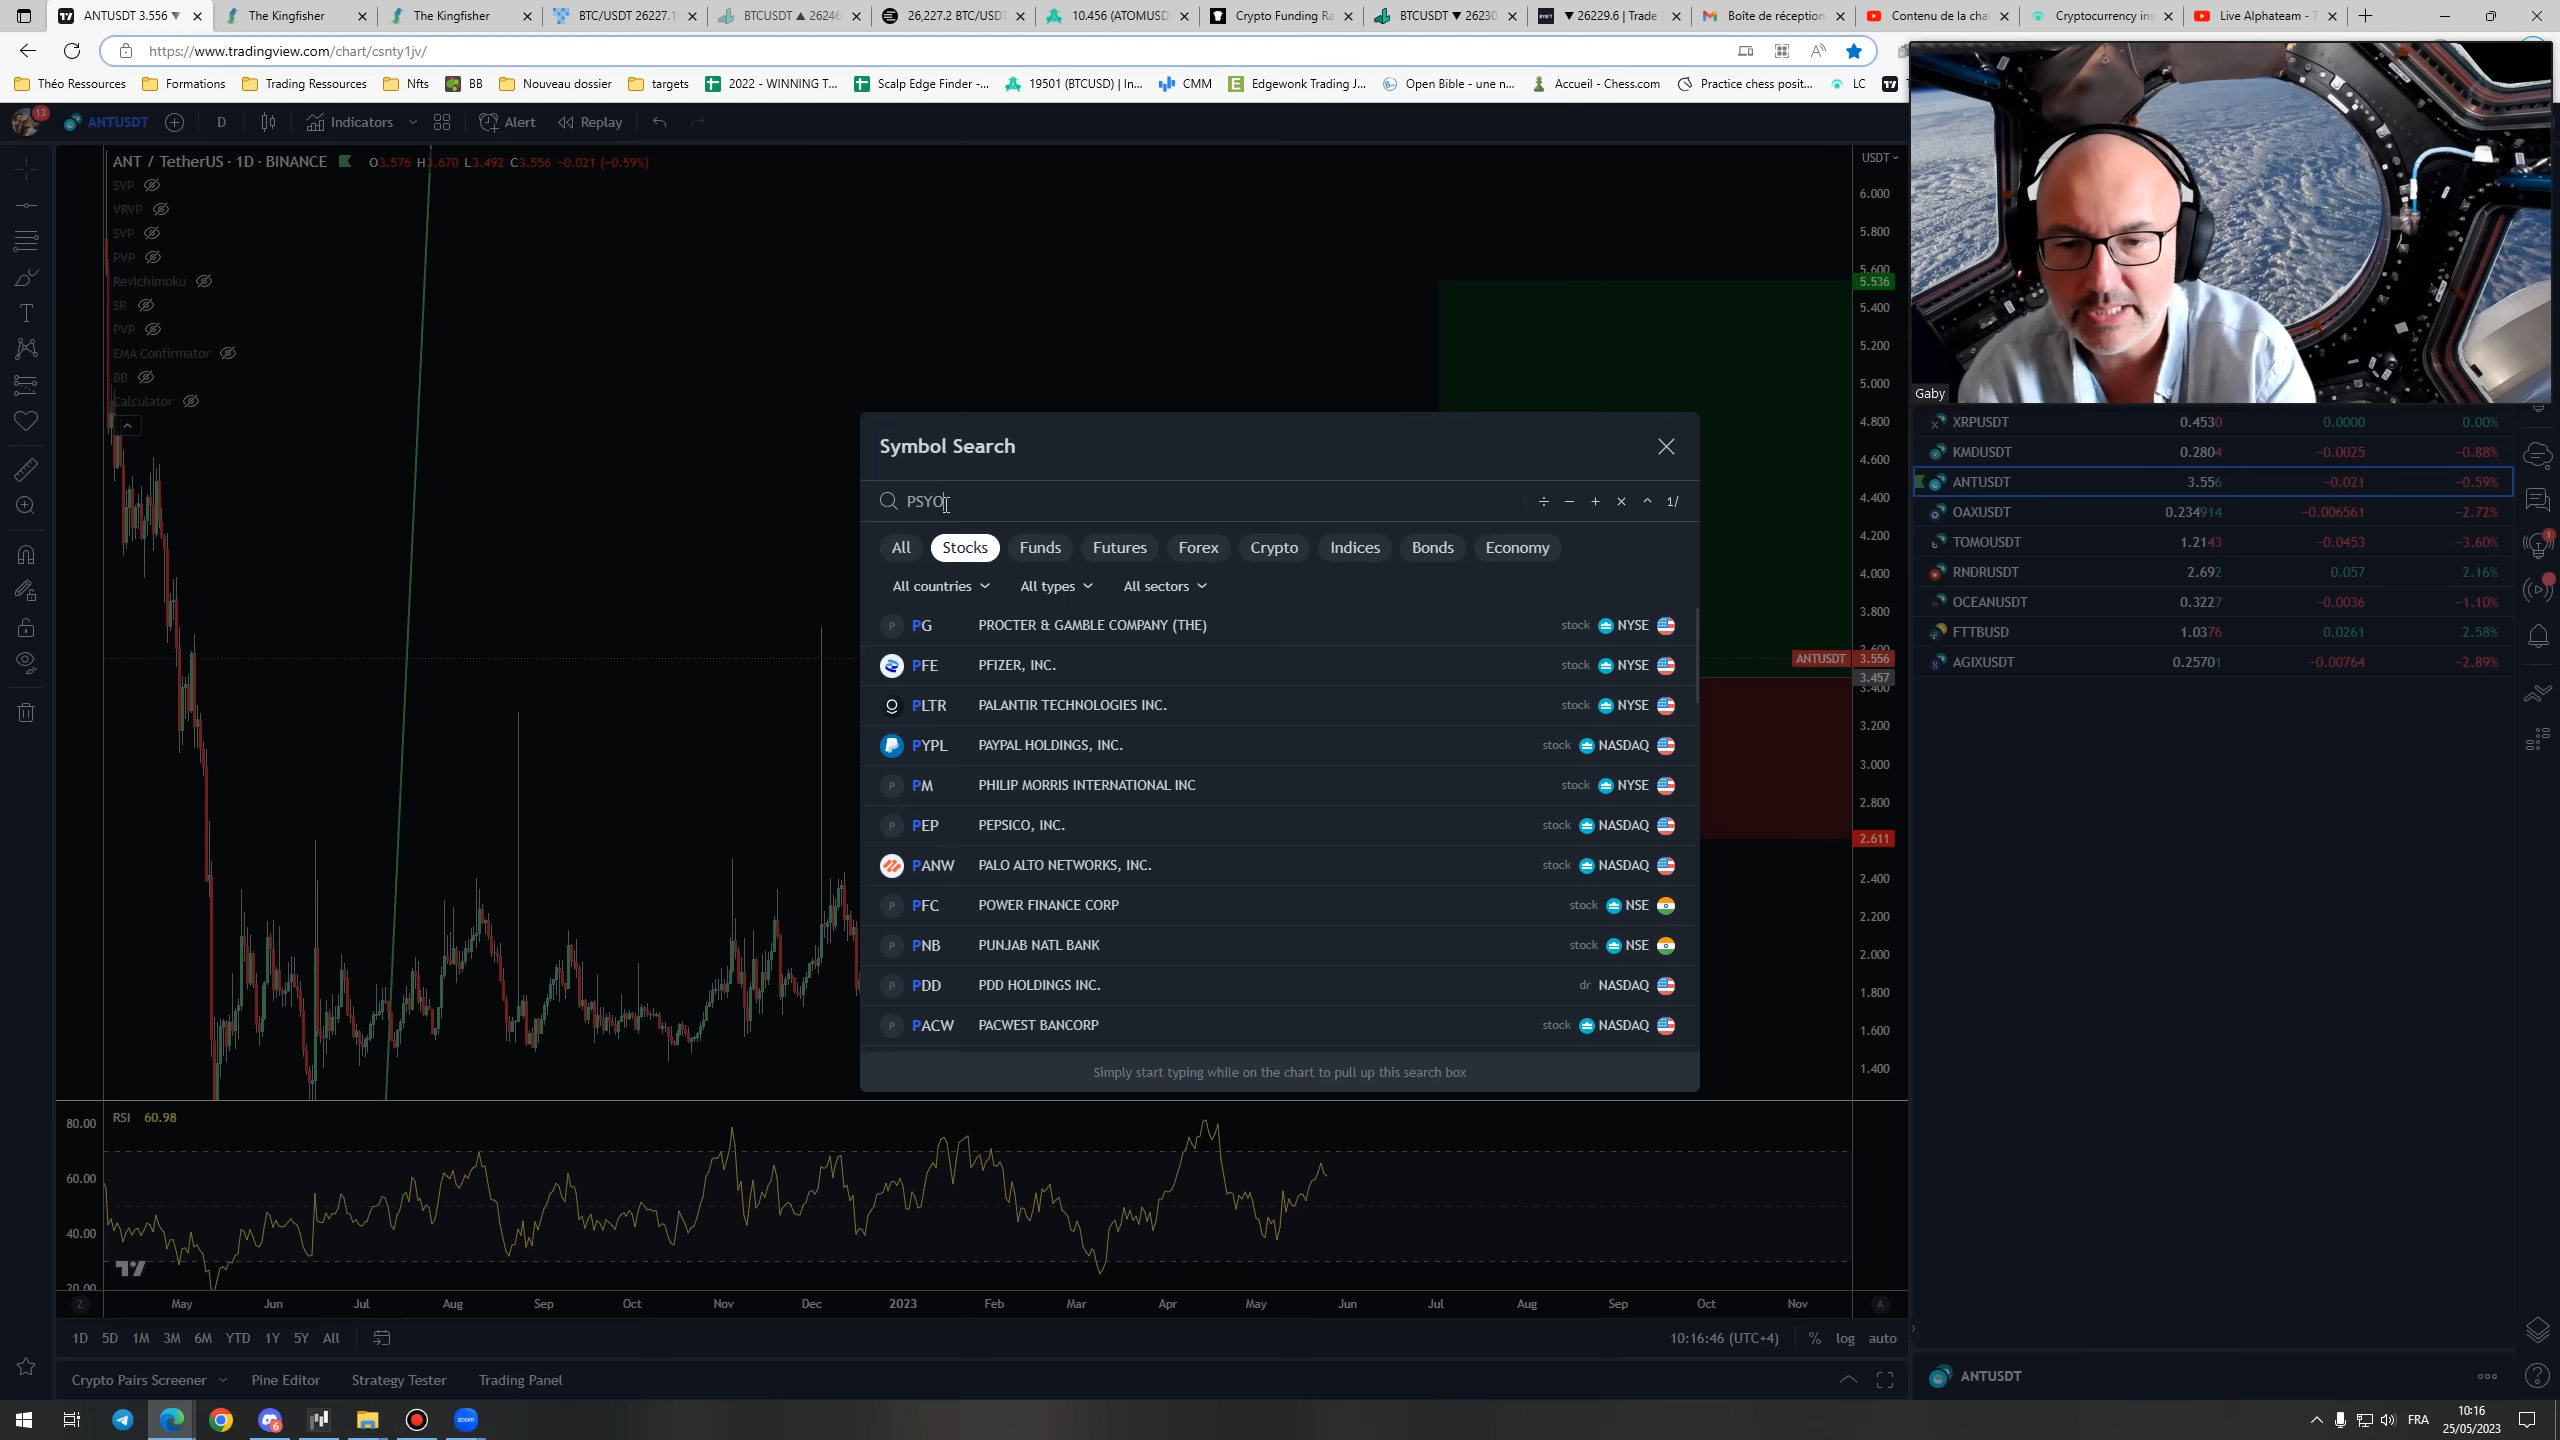 ANTUSDT 3.556 ▼
The Kingfisher
The Kingfisher
BTC/USDT 26227.1
BTCUSDT ▲ 26246
26,227.2 BTC/USDT
10.456 (ATOMUSD
Crypto Funding Ra
BTCUSDT ▼ 26230
▼ 26229.6 | Trade
Boîte de réception
Contenu de la chaî
Cryptocurrency ins
Live Alphateam - 7
https://www.tradingview.com/chart/csnty1jv/
Théo Ressources
Formations
Trading Ressources
Nfts
BB
Nouveau dossier
targets
2022 - WINNING T...
Scalp Edge Finder -...
19501 (BTCUSD) | In...
CMM
Edgewonk Trading J...
Open Bible - une n...
Accueil - Chess.com
Practice chess posit...
LC
13
ANTUSDT
D
Indicators
Alert
Replay
ANT / TetherUS · 1D · BINANCE
O3.576 H3.670 L3.492 C3.556 −0.021 (−0.59%)
SVP
VRVP
SVP
PVP
RevIchimoku
SR
PVP
EMA Confirmator
BB
Calculator
USDT
6.000
5.800
5.600
5.536
5.400
5.200
5.000
4.800
4.600
4.400
4.200
4.000
3.800
3.600
ANTUSDT 3.556
3.457
3.400
3.200
3.000
2.800
2.611
2.400
2.200
2.000
1.800
1.600
1.400
Gaby
Symbol Search
PSYO
÷ − + × ^ 1/
All
Stocks
Funds
Futures
Forex
Crypto
Indices
Bonds
Economy
All countries
All types
All sectors
PG PROCTER & GAMBLE COMPANY (THE) stock NYSE
PFE PFIZER, INC. stock NYSE
PLTR PALANTIR TECHNOLOGIES INC. stock NYSE
PYPL PAYPAL HOLDINGS, INC. stock NASDAQ
PM PHILIP MORRIS INTERNATIONAL INC stock NYSE
PEP PEPSICO, INC. stock NASDAQ
PANW PALO ALTO NETWORKS, INC. stock NASDAQ
PFC POWER FINANCE CORP stock NSE
PNB PUNJAB NATL BANK stock NSE
PDD PDD HOLDINGS INC. dr NASDAQ
PACW PACWEST BANCORP stock NASDAQ
Simply start typing while on the chart to pull up this search box
XRPUSDT 0.4530 0.0000 0.00%
KMDUSDT 0.2804 −0.0025 −0.88%
ANTUSDT 3.556 −0.021 −0.59%
OAXUSDT 0.234914 −0.006561 −2.72%
TOMOUSDT 1.2143 −0.0453 −3.60%
RNDRUSDT 2.692 0.057 2.16%
OCEANUSDT 0.3227 −0.0036 −1.10%
FTTBUSD 1.0376 0.0261 2.58%
AGIXUSDT 0.25701 −0.00764 −2.89%
RSI 60.98
80.00
60.00
40.00
20.00
Z
May Jun Jul Aug Sep Oct Nov Dec 2023 Feb Mar Apr May Jun Jul Aug Sep Oct Nov
A
1D 5D 1M 3M 6M YTD 1Y 5Y All
10:16:46 (UTC+4)
% log auto
Crypto Pairs Screener
Pine Editor
Strategy Tester
Trading Panel
ANTUSDT
zoom
FRA
10:16
25/05/2023